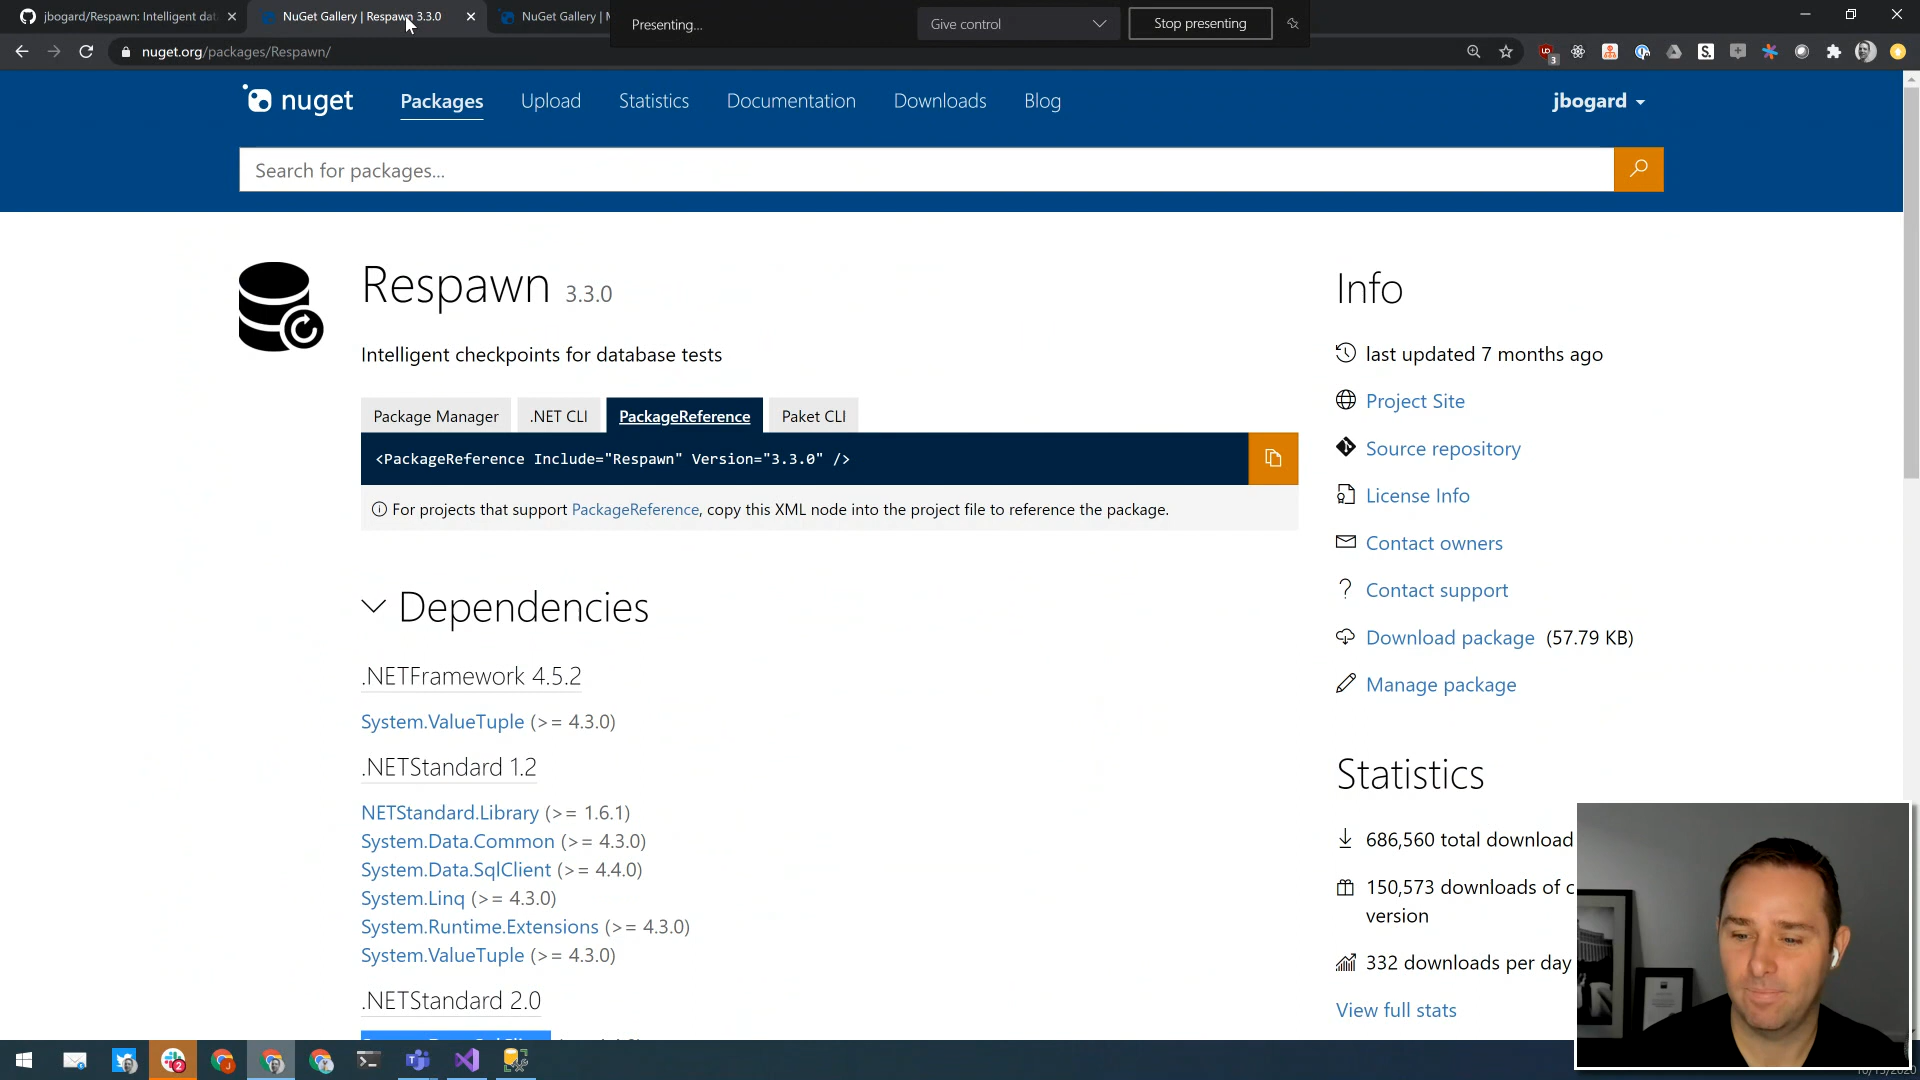 jbogard/Respawn: Intelligent dat
NuGet Gallery | Respawn 3.3.0
NuGet Gallery | M
Presenting...
Give control
Stop presenting
nuget.org/packages/Respawn/
3
nuget
Packages
Upload
Statistics
Documentation
Downloads
Blog
jbogard
Search for packages...
Respawn 3.3.0
Intelligent checkpoints for database tests
Package Manager
.NET CLI
PackageReference
Paket CLI
<PackageReference Include="Respawn" Version="3.3.0" />
For projects that support PackageReference, copy this XML node into the project file to reference the package.
Dependencies
.NETFramework 4.5.2
System.ValueTuple (>= 4.3.0)
.NETStandard 1.2
NETStandard.Library (>= 1.6.1)
System.Data.Common (>= 4.3.0)
System.Data.SqlClient (>= 4.4.0)
System.Linq (>= 4.3.0)
System.Runtime.Extensions (>= 4.3.0)
System.ValueTuple (>= 4.3.0)
.NETStandard 2.0
Info
last updated 7 months ago
Project Site
Source repository
License Info
Contact owners
Contact support
Download package (57.79 KB)
Manage package
Statistics
686,560 total download
150,573 downloads of c
version
332 downloads per day
View full stats
2